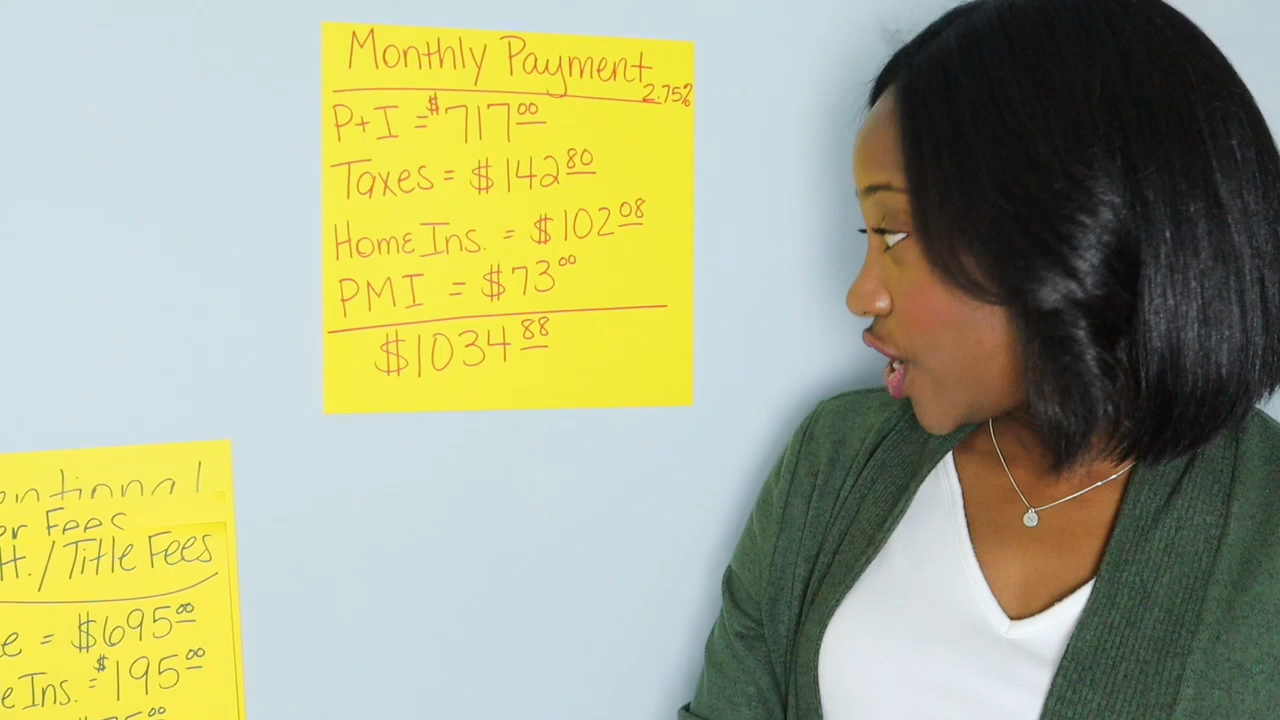 Monthly Payment
2.75%
P+I = $717.00
Taxes = $142.80
Home Ins. = $102.08
PMI = $73.00
$1034.88
Fees
/Title Fees
= $695.00
Ins. = $195.00